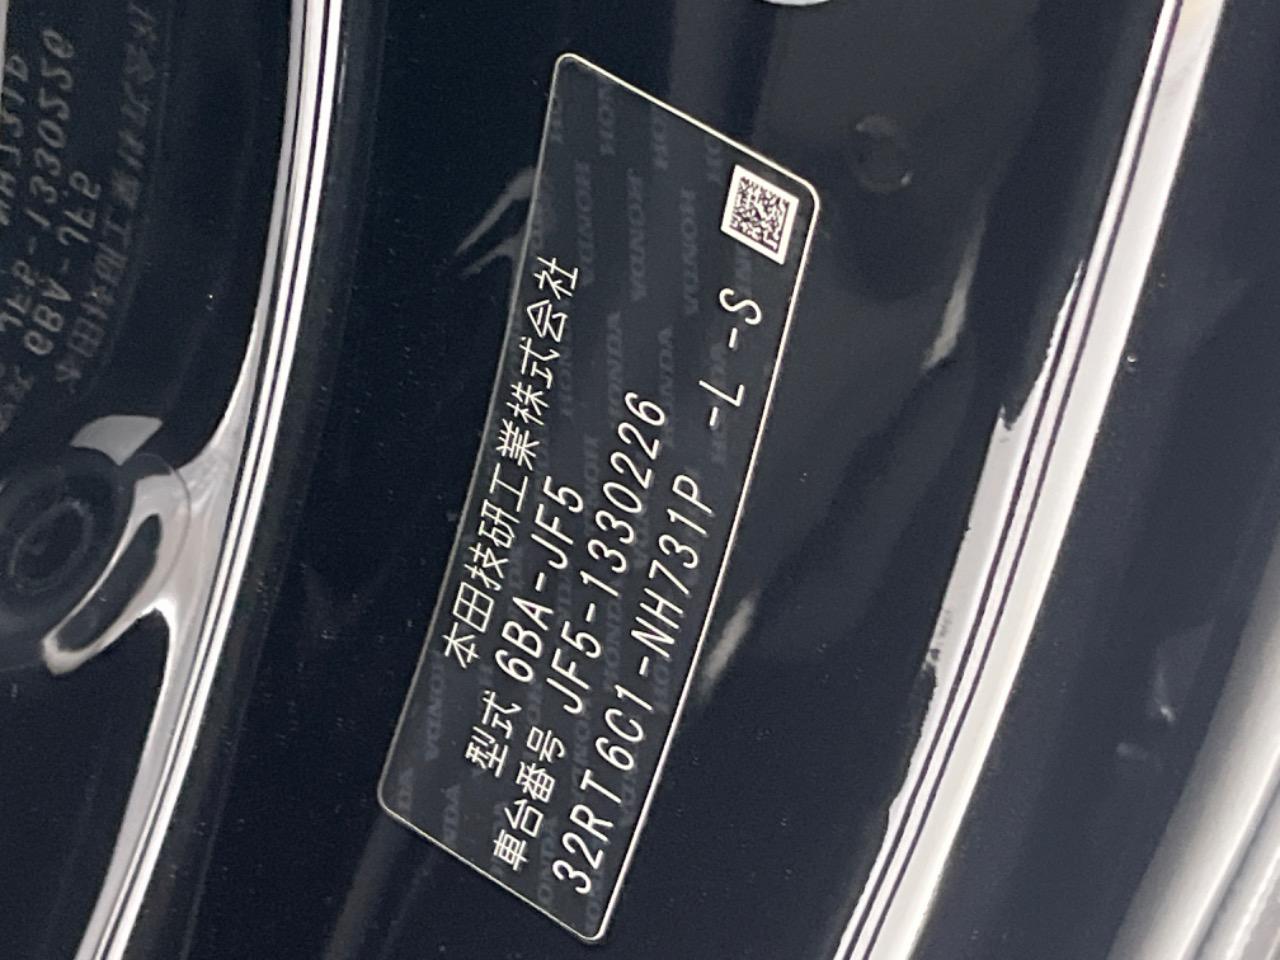 本田技研工業株式会社
型式 6BA-JF5
車台番号 JF5-1330226
32RT6C1-NH731P -L-S